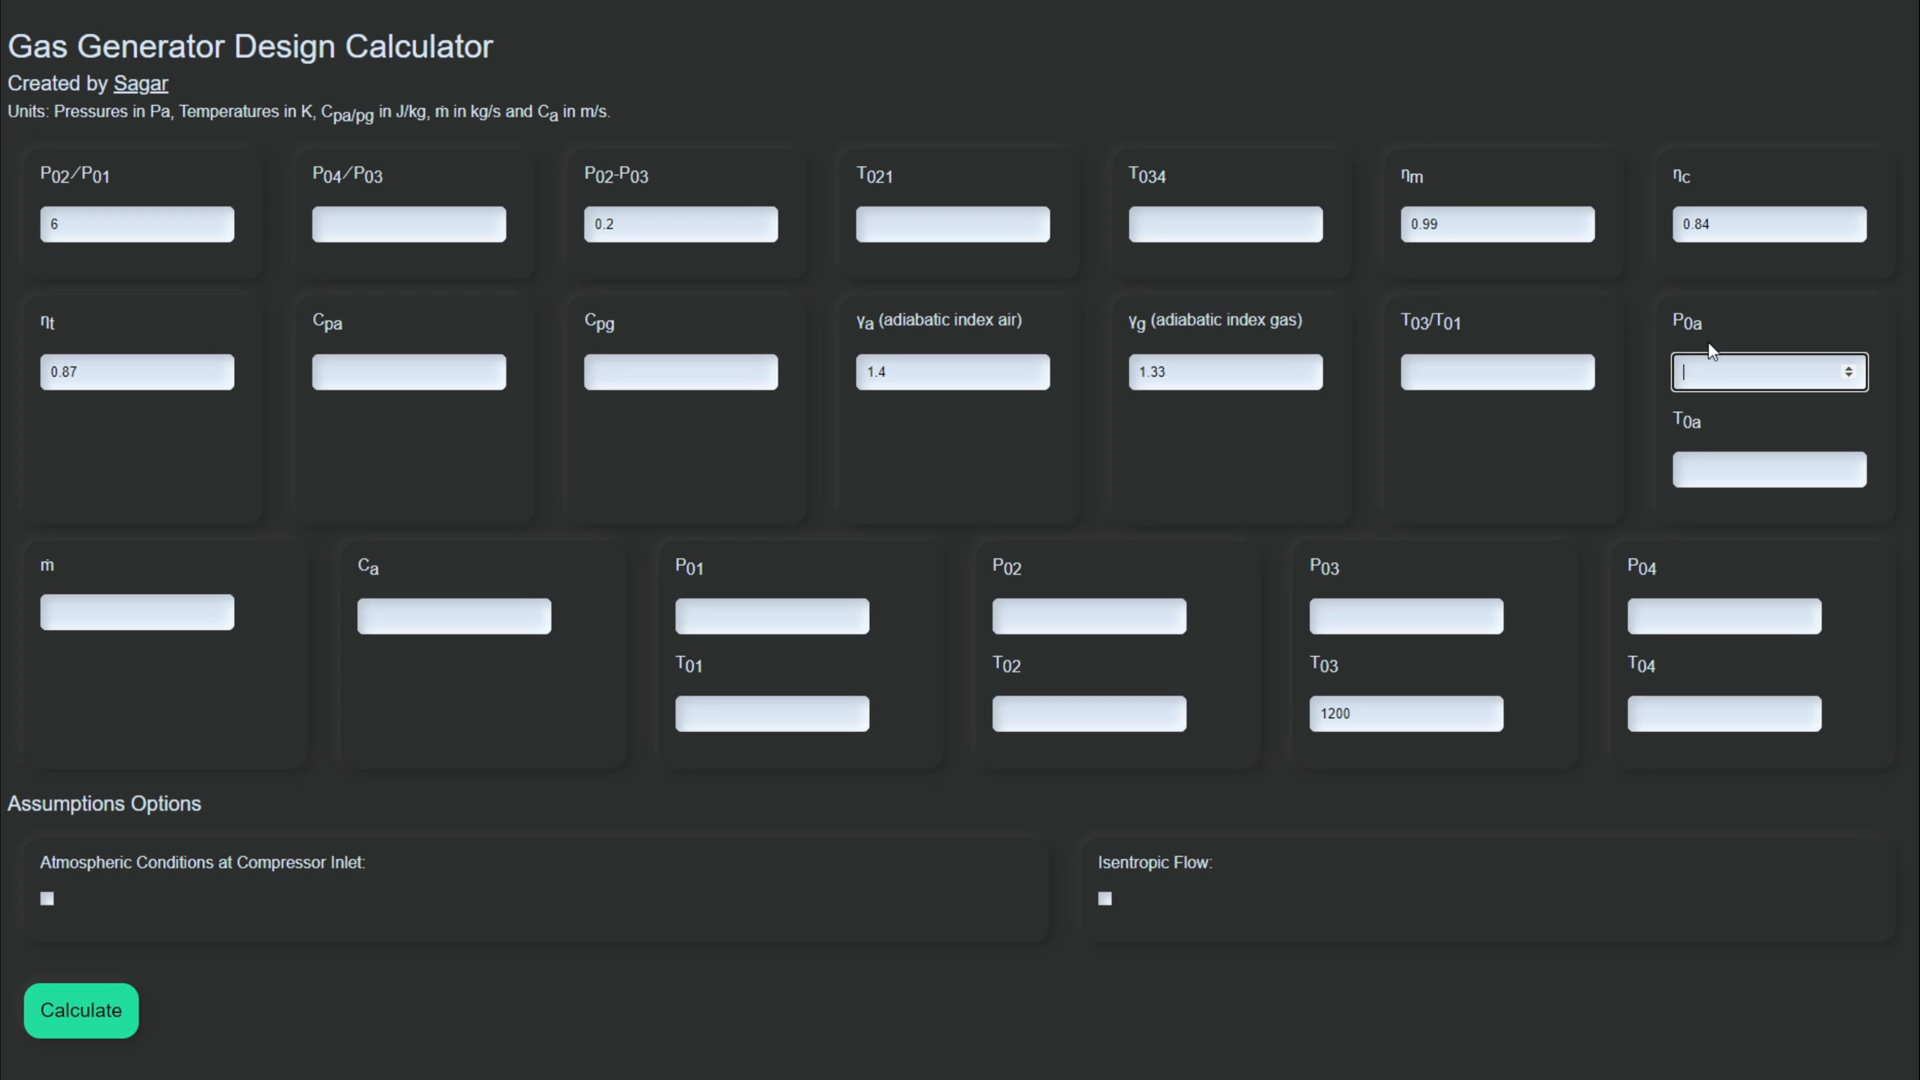 Gas Generator Design Calculator
Created by Sagar
Units: Pressures in Pa, Temperatures in K, Cpa/pg in J/kg, ṁ in kg/s and Ca in m/s.
P02/P01 P04/P03 P02-P03 T021 T034 ηm ηc
6 0.2 0.99 0.84
ηt Cpa Cpg γa (adiabatic index air) γg (adiabatic index gas) T03/T01 P0a
0.87 1.4 1.33
T0a
ṁ Ca P01 P02 P03 P04
T01 T02 T03 T04
1200
Assumptions Options
Atmospheric Conditions at Compressor Inlet: Isentropic Flow:
Calculate